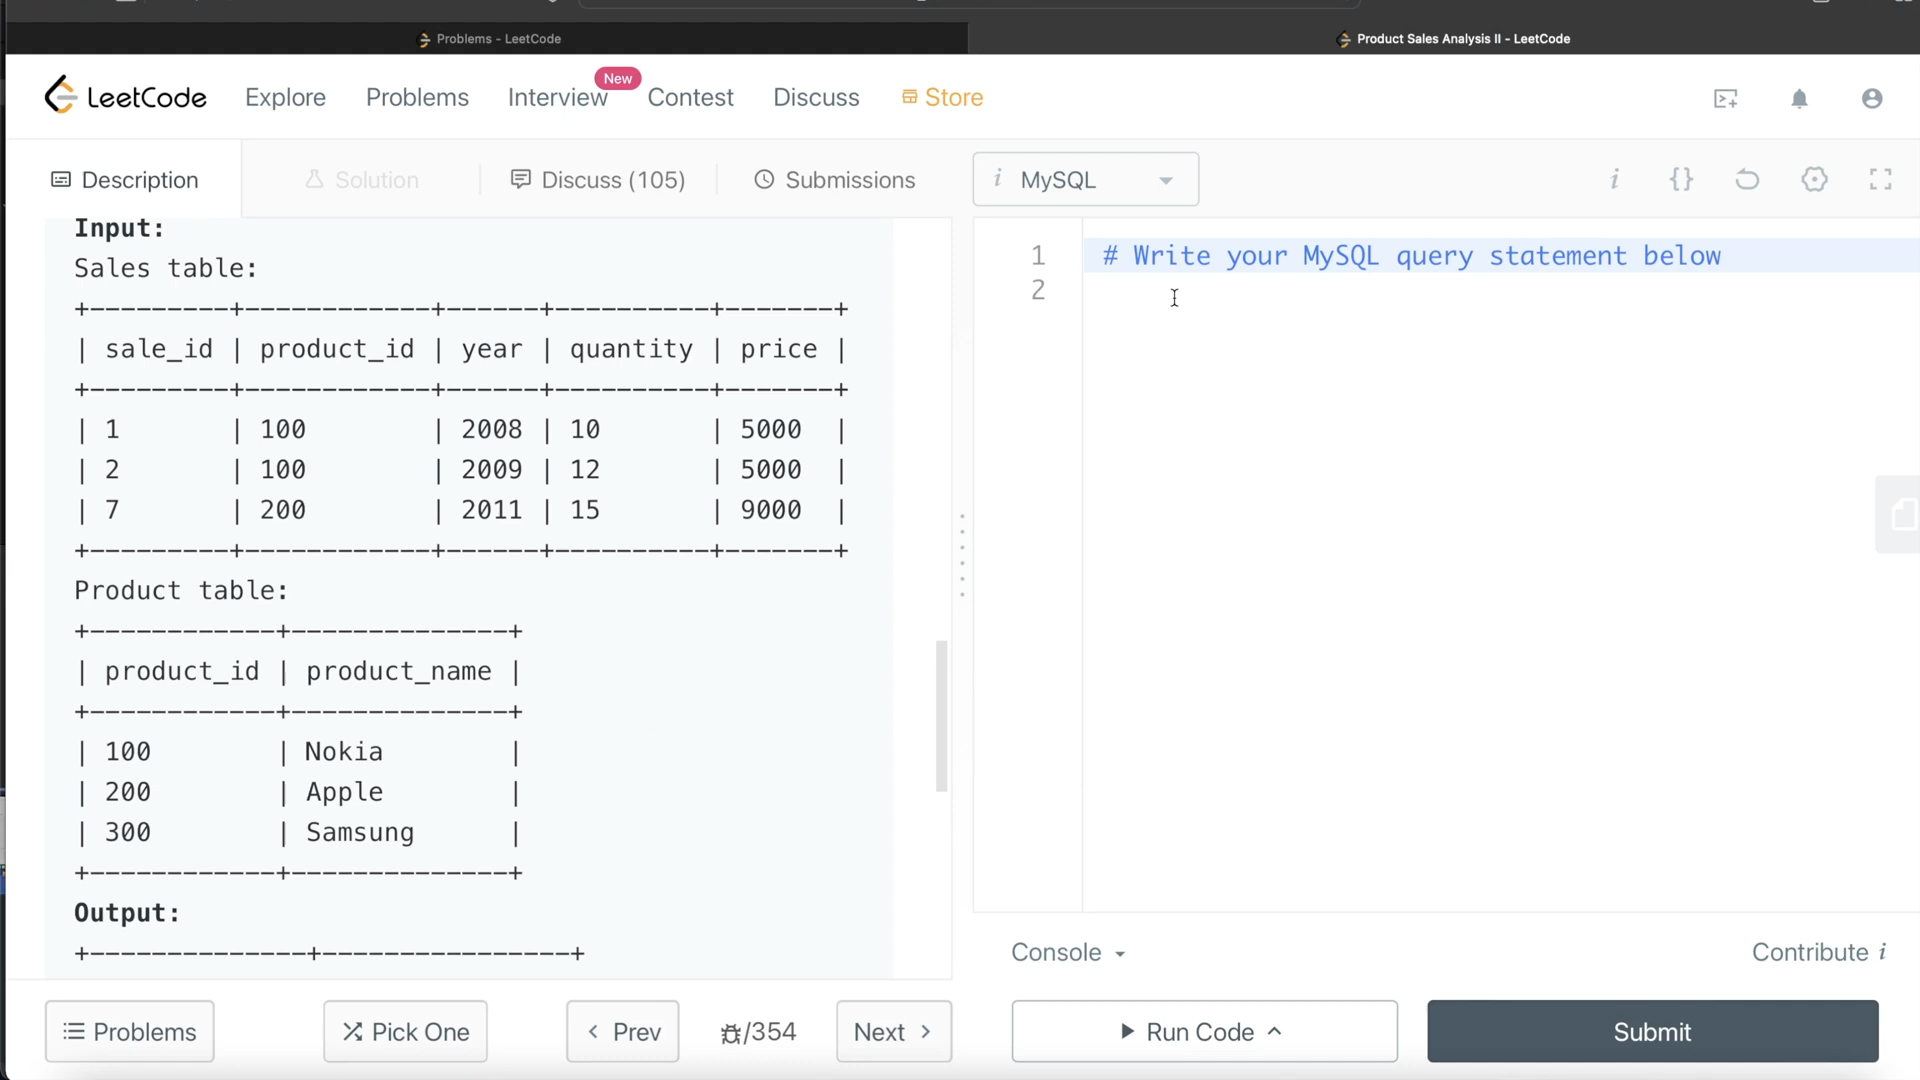 Problems - LeetCode
Product Sales Analysis II - LeetCode
LeetCode Explore Problems Interview New Contest Discuss Store
Description Solution Discuss (105) Submissions
i MySQL
i {}
Input:
Sales table:
+---------+------------+------+----------+-------+
| sale_id | product_id | year | quantity | price |
+---------+------------+------+----------+-------+
| 1       | 100        | 2008 | 10       | 5000  |
| 2       | 100        | 2009 | 12       | 5000  |
| 7       | 200        | 2011 | 15       | 9000  |
+---------+------------+------+----------+-------+
Product table:
+------------+--------------+
| product_id | product_name |
+------------+--------------+
| 100        | Nokia        |
| 200        | Apple        |
| 300        | Samsung      |
+------------+--------------+
Output:
+--------------+----------------+
1 # Write your MySQL query statement below
2
Console
Contribute i
Problems Pick One Prev /354 Next
Run Code
Submit